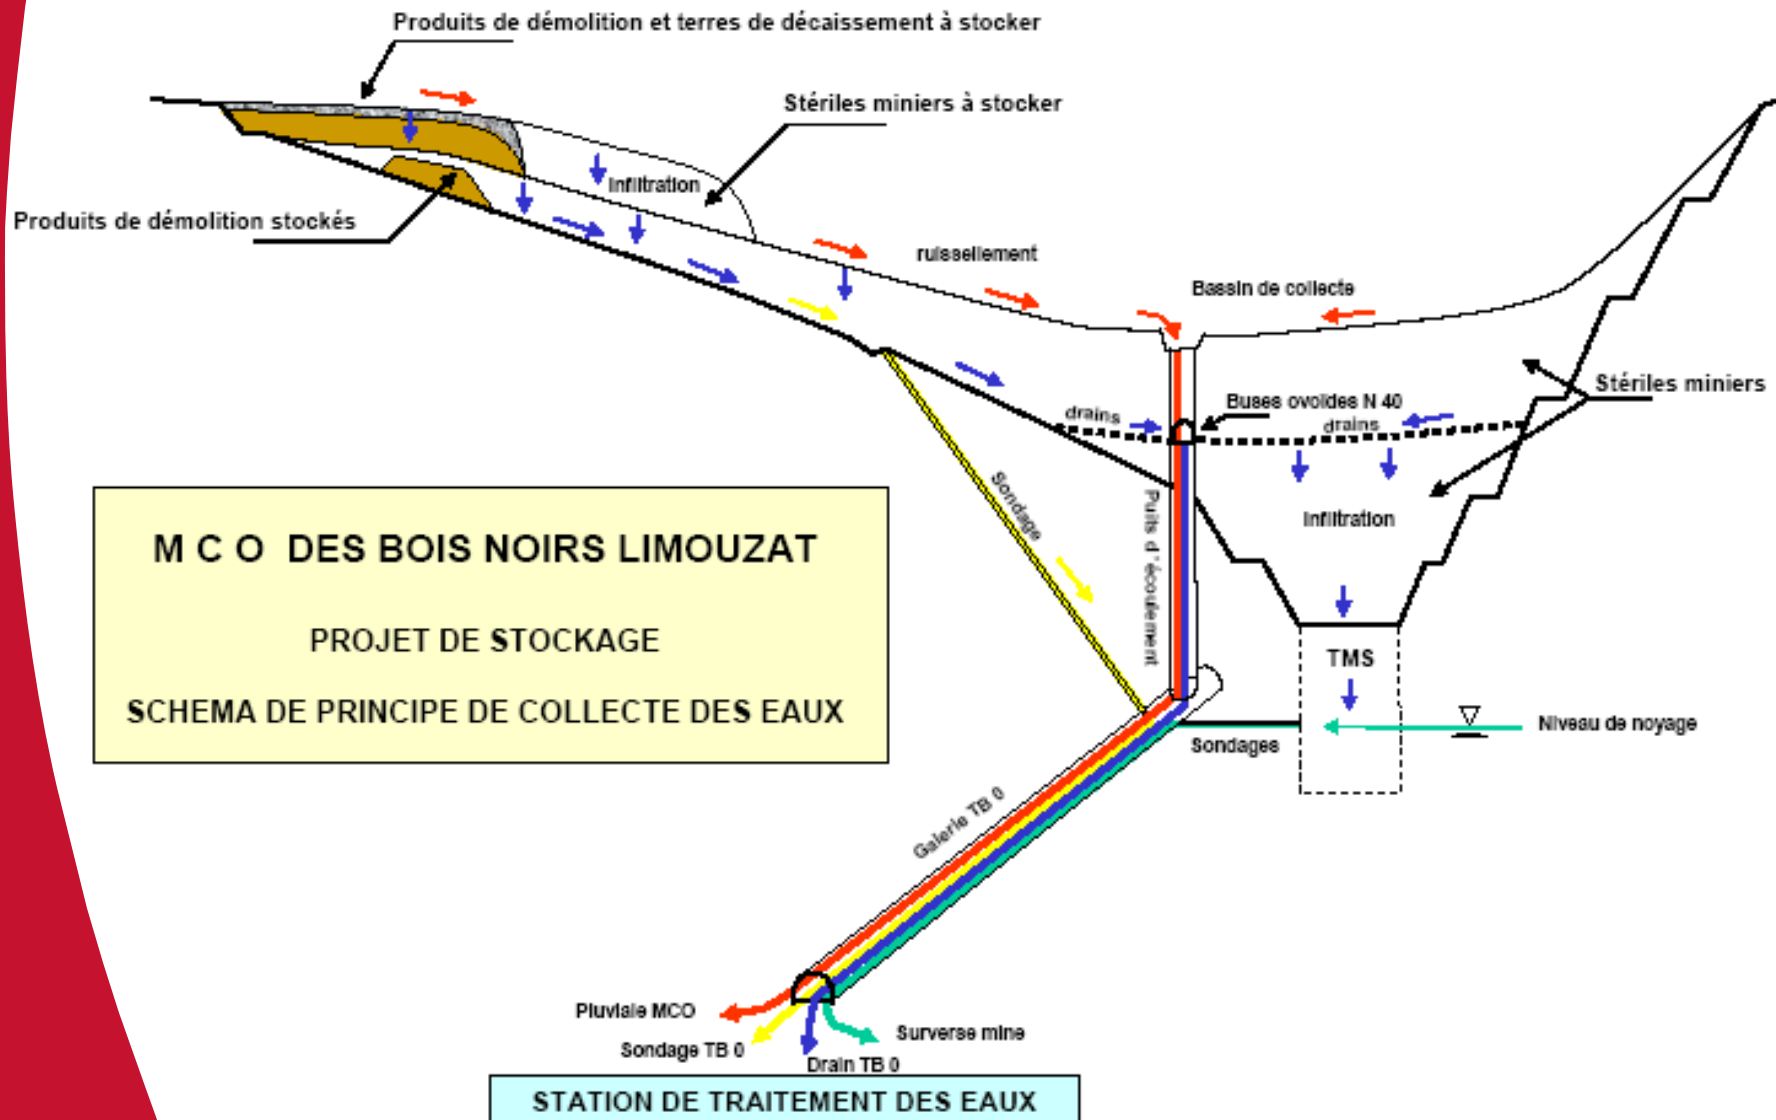 Produits de démolition et terres de décaissement à stocker
Stériles miniers à stocker
Infiltration
Produits de démolition stockés
ruissellement
Bassin de collecte
Stériles miniers
Buses ovoïdes N 40
drains
drains
Sondage
Puits d'écoulement
Infiltration
M C O DES BOIS NOIRS LIMOUZAT
PROJET DE STOCKAGE
SCHEMA DE PRINCIPE DE COLLECTE DES EAUX
TMS
Niveau de noyage
Sondages
Galerie TB 0
Pluviale MCO
Sondage TB 0
Drain TB 0
Surverse mine
STATION DE TRAITEMENT DES EAUX